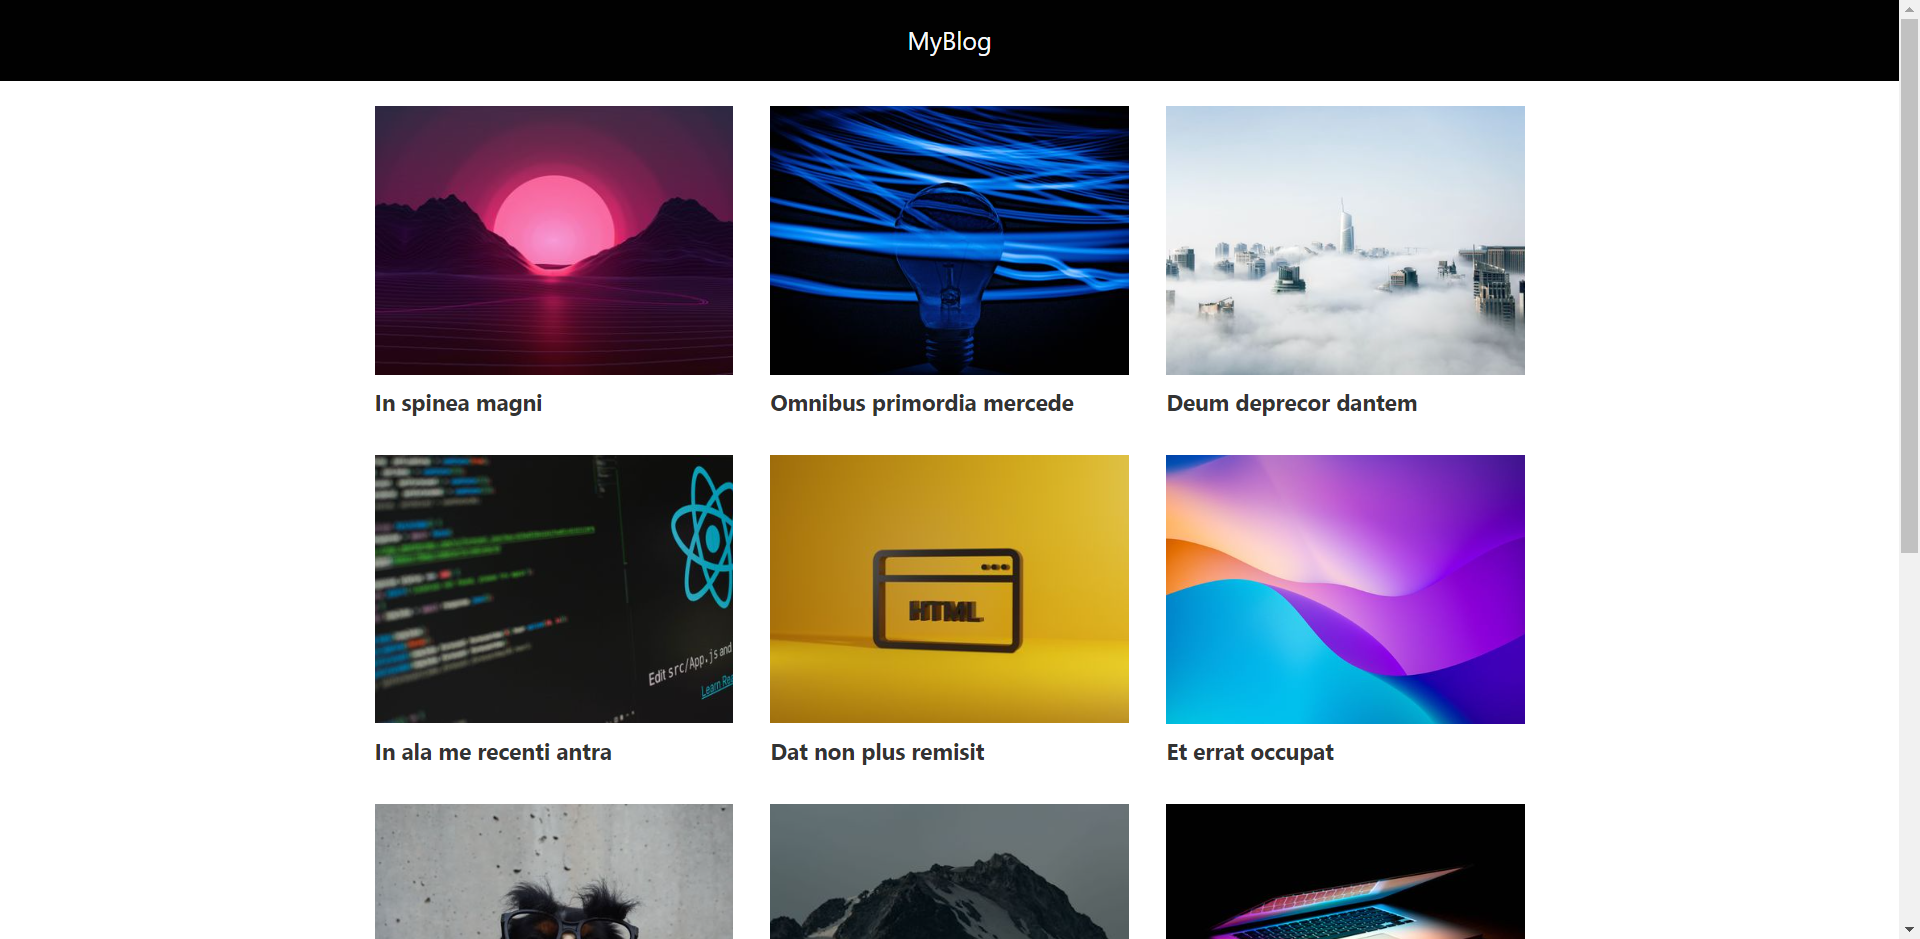 MyBlog
In spinea magni
Omnibus primordia mercede
Deum deprecor dantem
Edit src/App.js and
Learn Rea
HTML
In ala me recenti antra
Dat non plus remisit
Et errat occupat